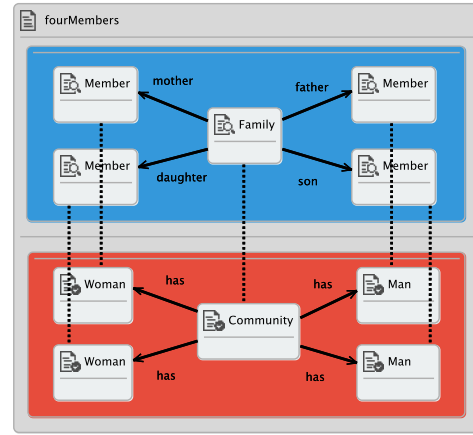 fourMembers
Member
mother
father
Member
Family
Member
daughter
son
Member
Woman
has
has
Man
Community
Woman
has
has
Man